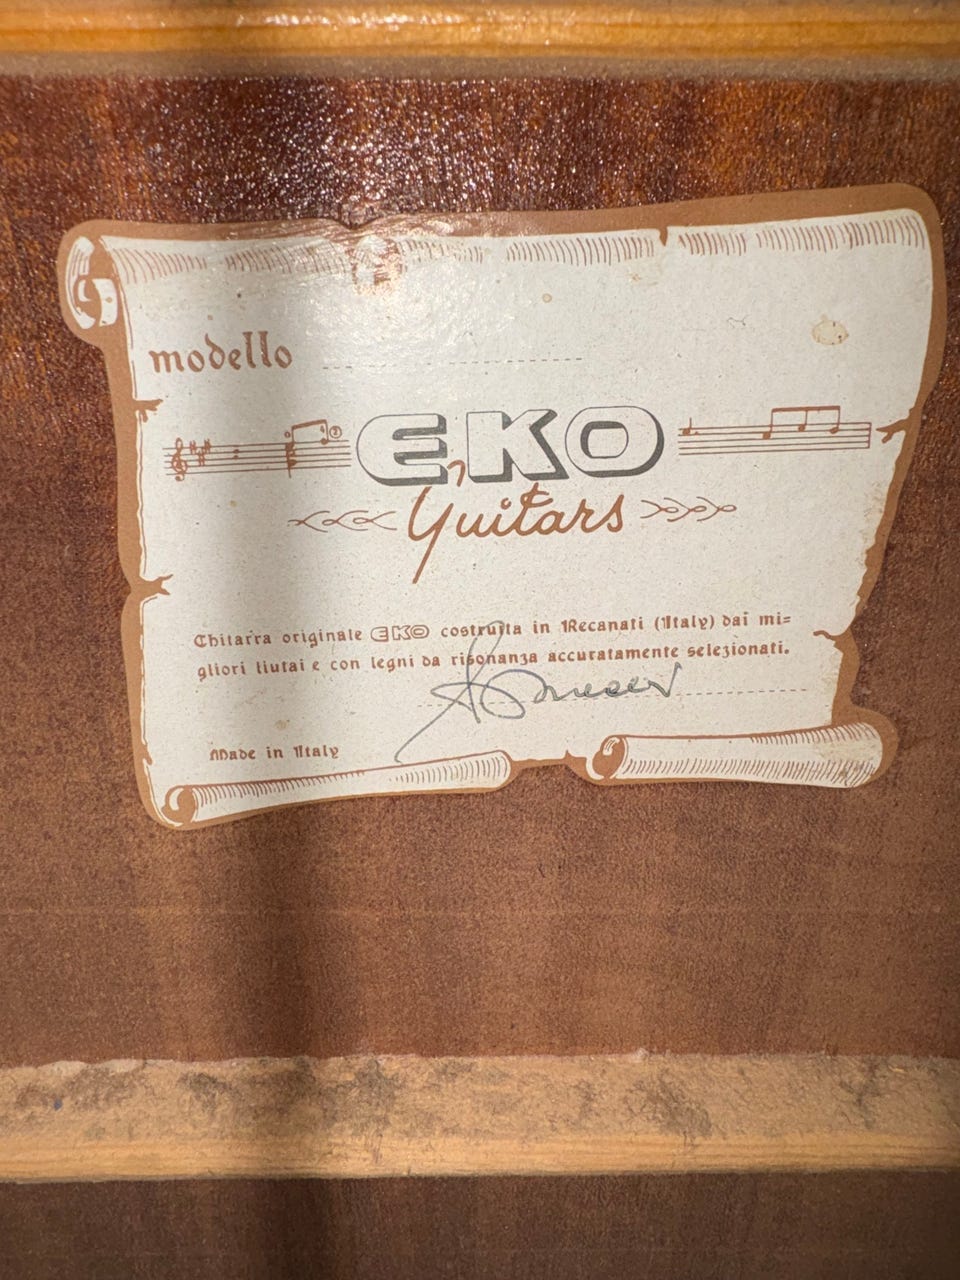 modello
EKO
Guitars
Chitarra originale EKO costruita in Recanati (Italy) dai mi=
gliori liutai e con legni da risonanza accuratamente selezionati.
Made in Italy